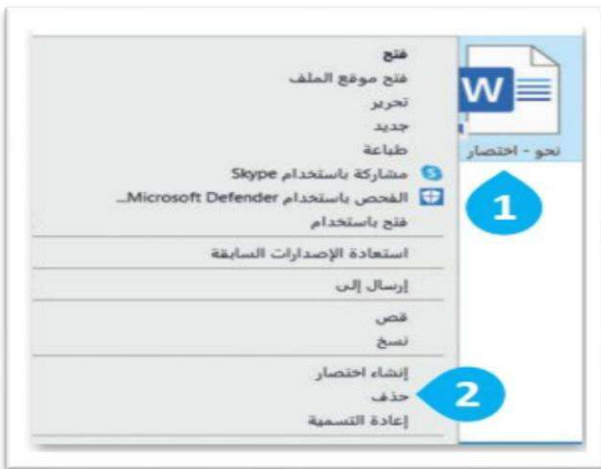 فتح
فتح موقع الملف
تحرير
جديد
طباعة
مشاركة باستخدام Skype
الفحص باستخدام Microsoft Defender...
فتح باستخدام
استعادة الإصدارات السابقة
إرسال إلى
قص
نسخ
إنشاء اختصار
حذف
إعادة التسمية
W
نحو - اختصار
1
2